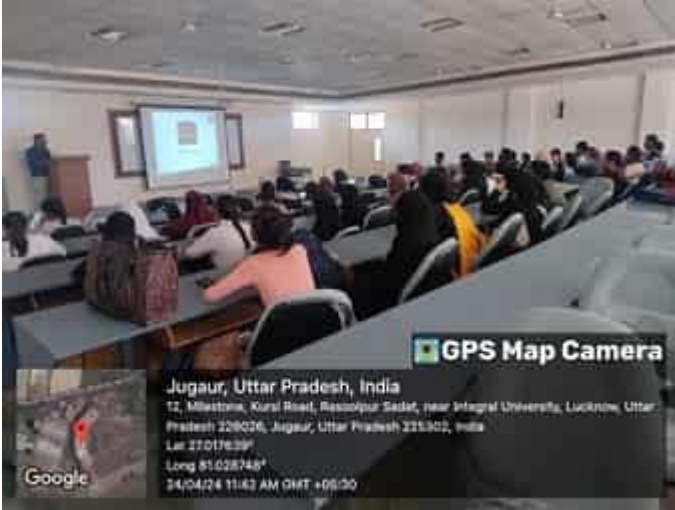 GPS Map Camera
Jugaur, Uttar Pradesh, India
12, Milestone, Kursi Road, Rasoolpur Sadat, near Integral University, Lucknow, Uttar
Pradesh 226026, Jugaur, Uttar Pradesh 225302, India
Lat 27.017639°
Long 81.028748°
24/04/24 11:43 AM GMT +05:30
Google